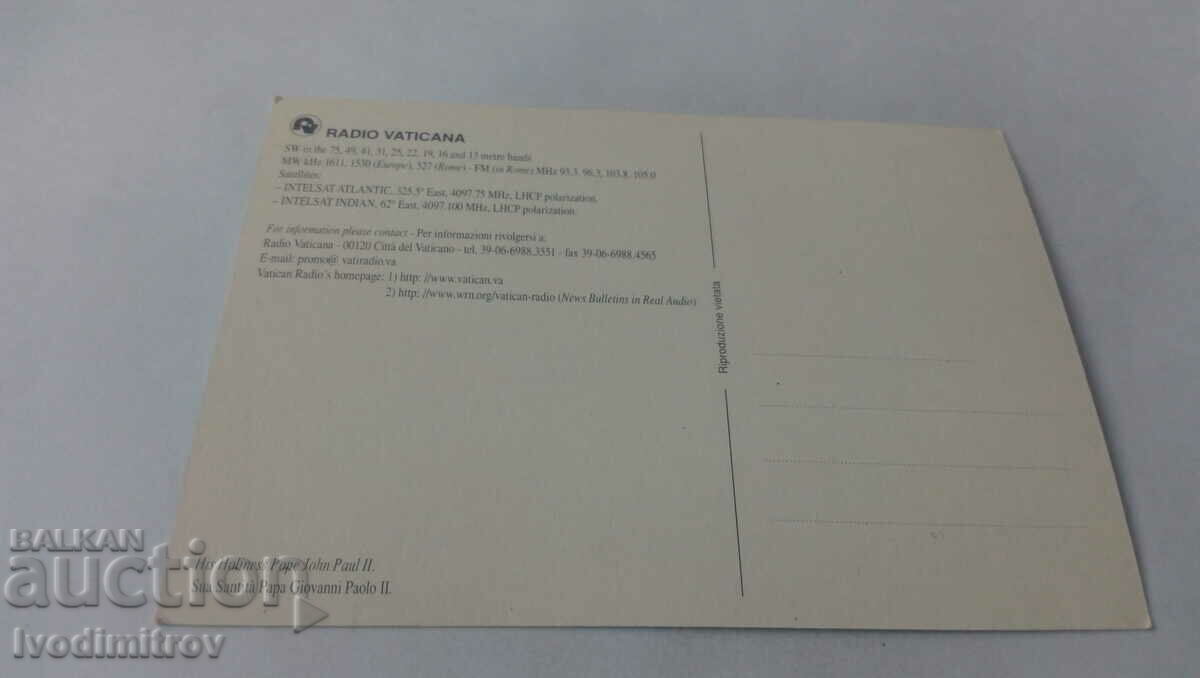 RADIO VATICANA
SW in the 75, 49, 41, 31, 25, 22, 19, 16 and 13 metre bands
MW kHz 1611, 1530 (Europe), 527 (Rome) - FM (in Rome) MHz 93.3. 96.3, 103.8. 105.0
Satellites:
– INTELSAT ATLANTIC, 325.5° East, 4097.75 MHz, LHCP polarization.
– INTELSAT INDIAN, 62° East, 4097.100 MHz, LHCP polarization.
For information please contact - Per informazioni rivolgersi a:
Radio Vaticana - 00120 Città del Vaticano - tel. 39-06-6988.3551 - fax 39-06-6988.4565
E-mail: promo@ vatiradio.va
Vatican Radio's homepage: 1) http: //www.vatican.va
2) http: //www.wrn.org/vatican-radio (News Bulletins in Real Audio)
Riproduzione vietata
His Holiness Pope John Paul II.
Sua Santità Papa Giovanni Paolo II.
BALKAN
auction
Ivodimitrov